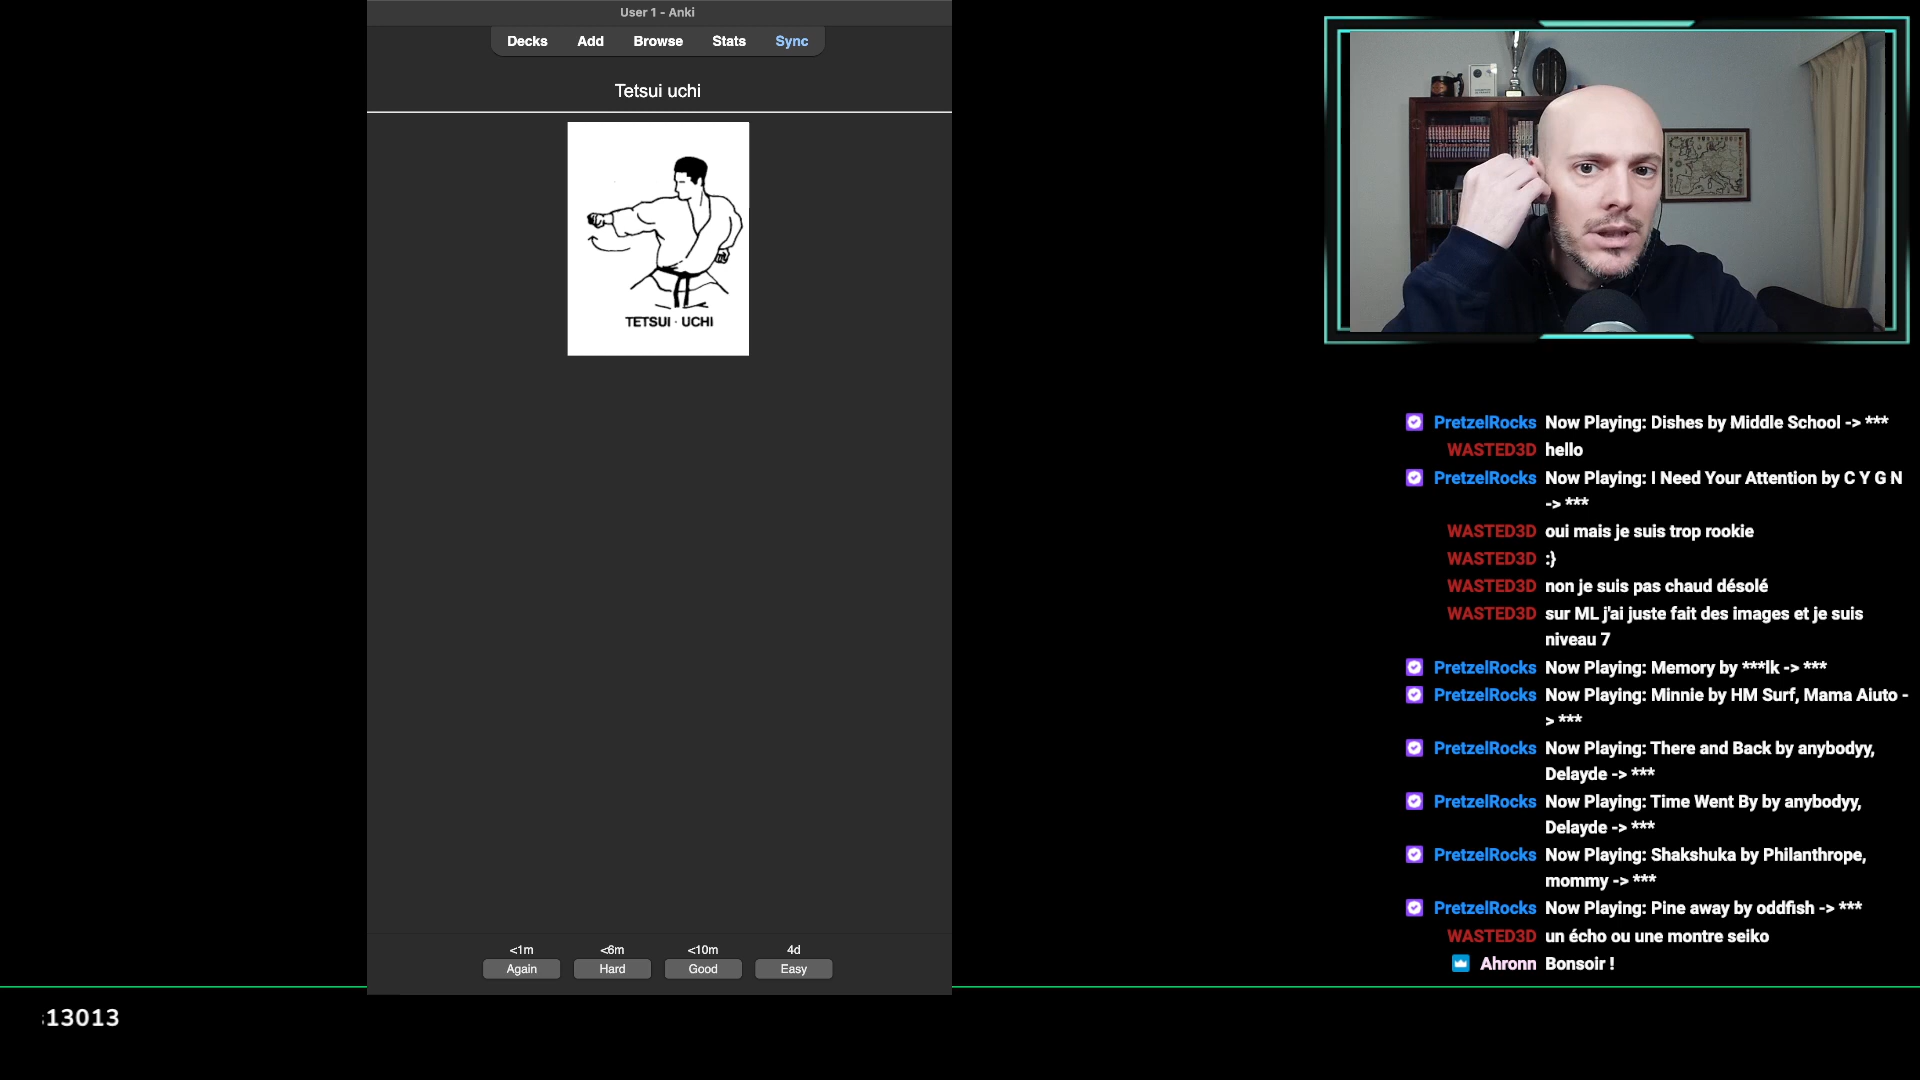 User 1 - Anki
Decks Add Browse Stats Sync
Tetsui uchi
TETSUI · UCHI
<1m <6m <10m 4d
Again Hard Good Easy
PretzelRocks Now Playing: Dishes by Middle School -> ***
WASTED3D hello
PretzelRocks Now Playing: I Need Your Attention by C Y G N
-> ***
WASTED3D oui mais je suis trop rookie
WASTED3D :}
WASTED3D non je suis pas chaud désolé
WASTED3D sur ML j'ai juste fait des images et je suis
niveau 7
PretzelRocks Now Playing: Memory by ***lk -> ***
PretzelRocks Now Playing: Minnie by HM Surf, Mama Aiuto -
> ***
PretzelRocks Now Playing: There and Back by anybodyy,
Delayde -> ***
PretzelRocks Now Playing: Time Went By by anybodyy,
Delayde -> ***
PretzelRocks Now Playing: Shakshuka by Philanthrope,
mommy -> ***
PretzelRocks Now Playing: Pine away by oddfish -> ***
WASTED3D un écho ou une montre seiko
Ahronn Bonsoir !
13013